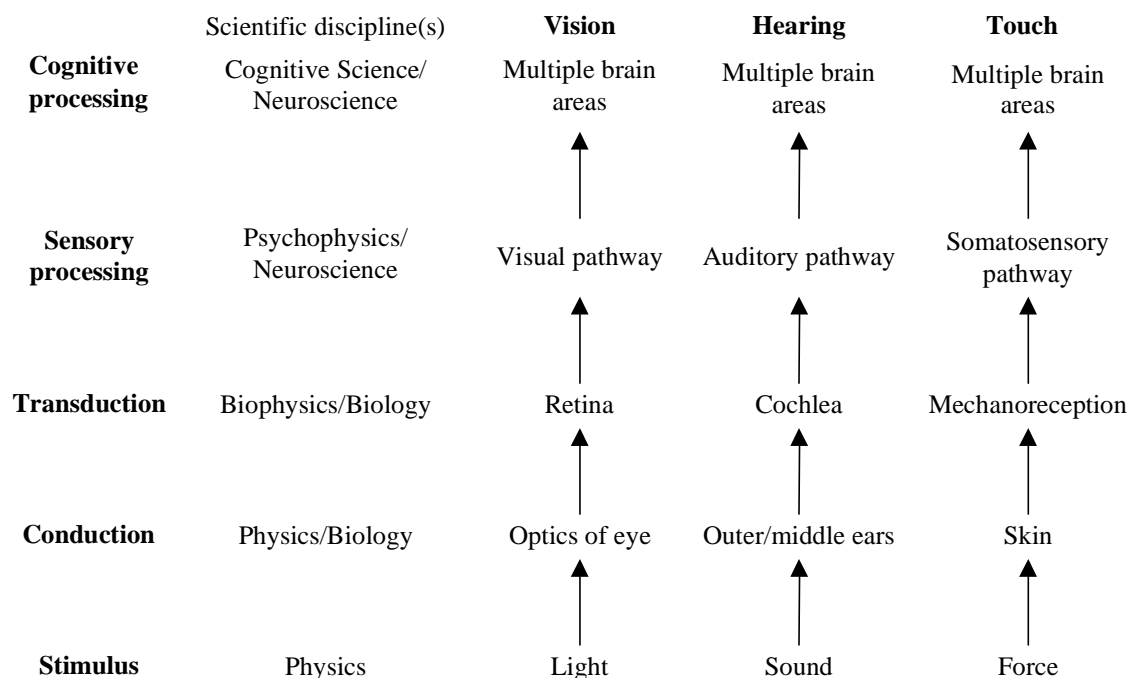 Scientific discipline(s) Vision Hearing Touch
Cognitive processing Cognitive Science/ Neuroscience Multiple brain areas Multiple brain areas Multiple brain areas
Sensory processing Psychophysics/ Neuroscience Visual pathway Auditory pathway Somatosensory pathway
Transduction Biophysics/Biology Retina Cochlea Mechanoreception
Conduction Physics/Biology Optics of eye Outer/middle ears Skin
Stimulus Physics Light Sound Force